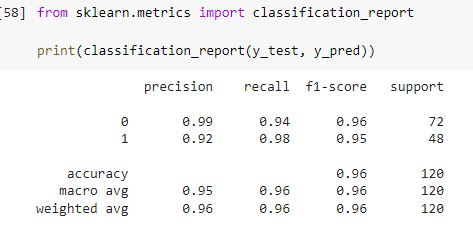 [58] from sklearn.metrics import classification_report
print(classification_report(y_test, y_pred))
precision recall f1-score support
0 0.99 0.94 0.96 72
1 0.92 0.98 0.95 48
accuracy 0.96 120
macro avg 0.95 0.96 0.96 120
weighted avg 0.96 0.96 0.96 120